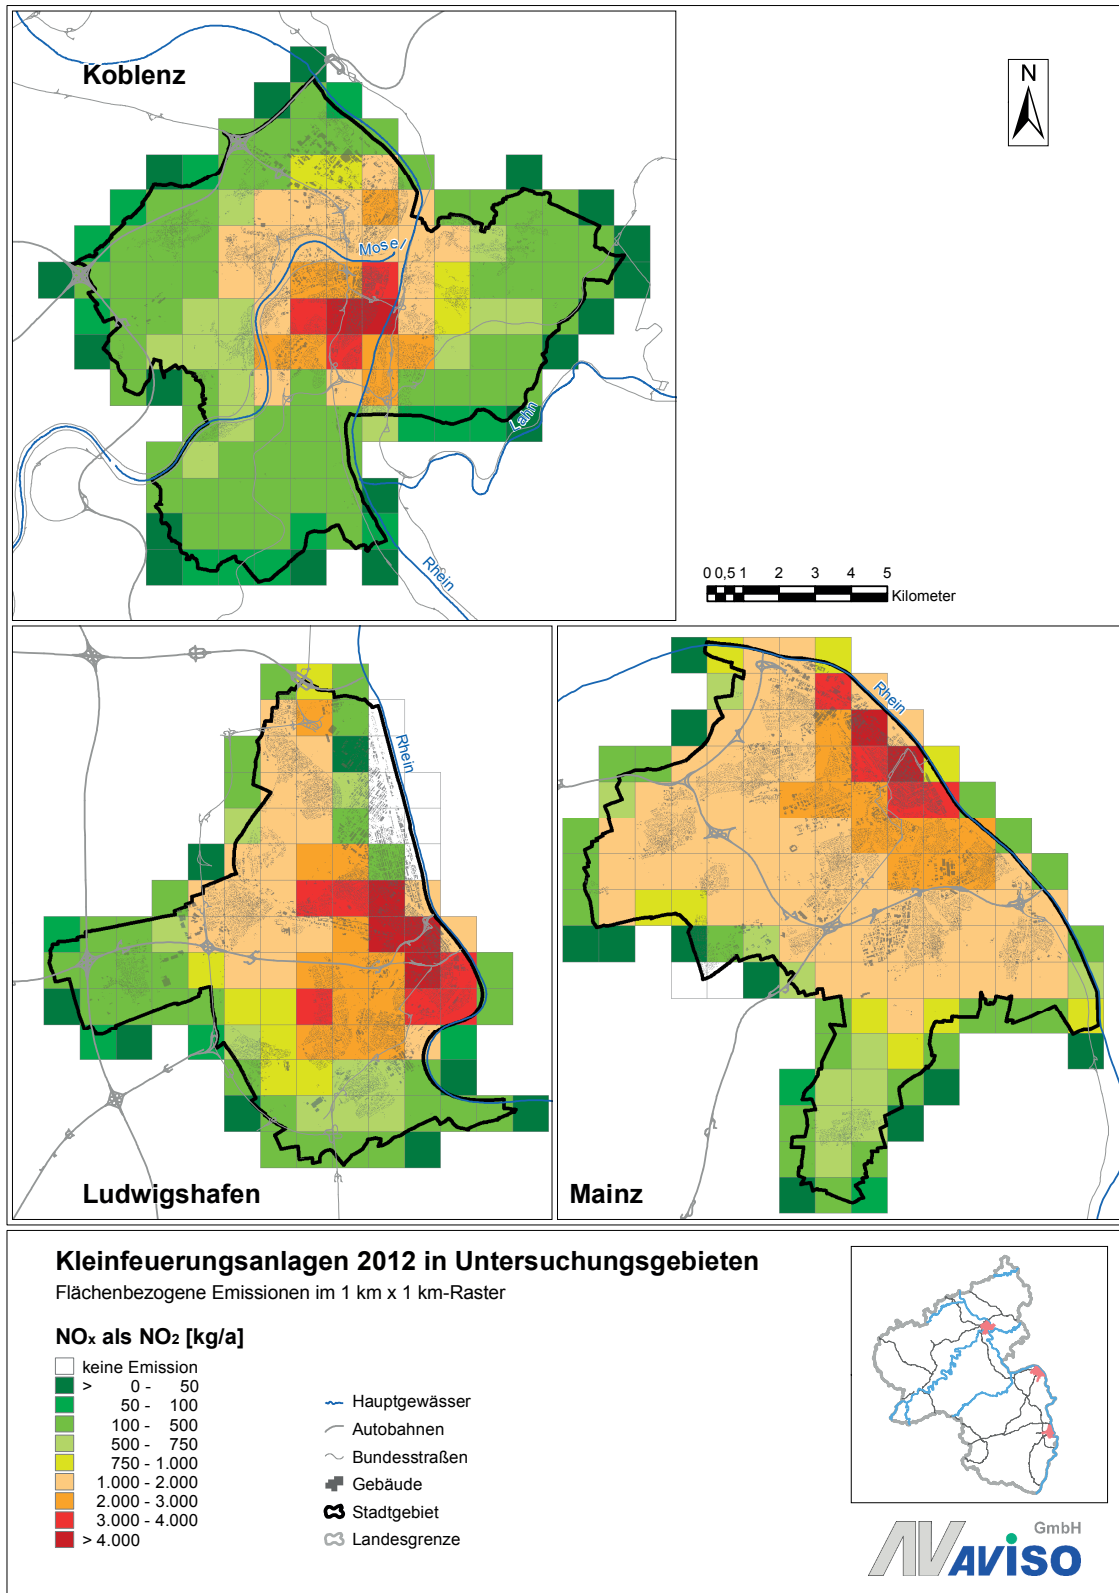 Koblenz
N
Mosel
Lahn
Rhein
0 0,5 1 2 3 4 5
Kilometer
Rhein
Ludwigshafen
Rhein
Mainz
Kleinfeuerungsanlagen 2012 in Untersuchungsgebieten
Flächenbezogene Emissionen im 1 km x 1 km-Raster
NOx als NO2 [kg/a]
keine Emission
> 0 - 50
50 - 100
100 - 500
500 - 750
750 - 1.000
1.000 - 2.000
2.000 - 3.000
3.000 - 4.000
> 4.000
Hauptgewässer
Autobahnen
Bundesstraßen
Gebäude
Stadtgebiet
Landesgrenze
GmbH
AVISO